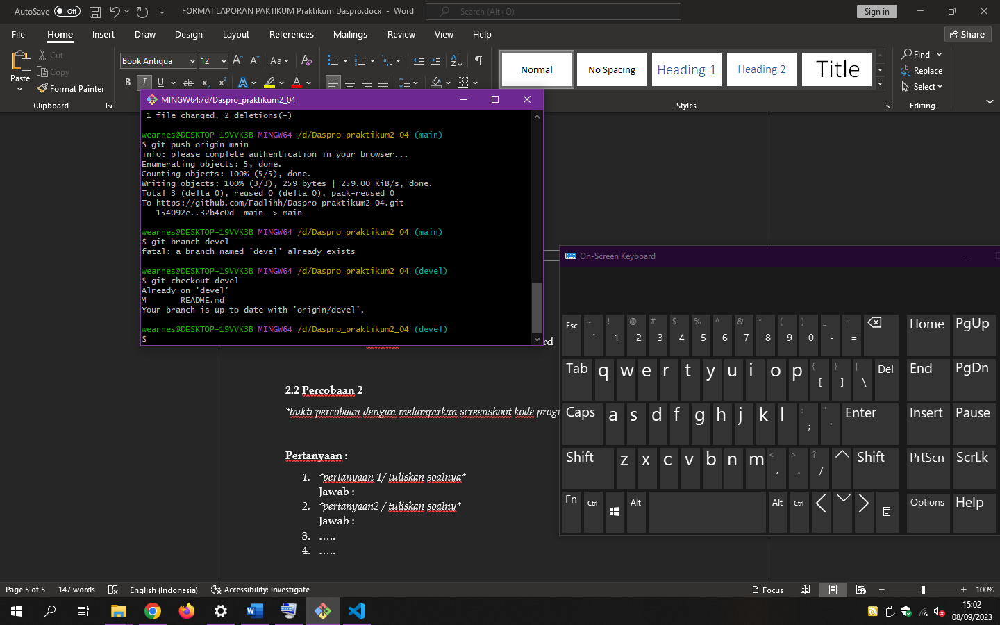 AutoSave Off FORMAT LAPORAN PAKTIKUM Praktikum Daspro.docx - Word Search (Alt+Q) Sign in
File Home Insert Draw Design Layout References Mailings Review View Help Share
Paste Cut Copy Format Painter
Clipboard
Book Antiqua 12
B I U ab x₂ x²
Normal No Spacing Heading 1 Heading 2 Title
Styles
Find
Replace
Select
Editing
MINGW64:/d/Daspro_praktikum2_04
1 file changed, 2 deletions(-)
wearnes@DESKTOP-19VVK3B MINGW64 /d/Daspro_praktikum2_04 (main)
$ git push origin main
info: please complete authentication in your browser...
Enumerating objects: 5, done.
Counting objects: 100% (5/5), done.
Writing objects: 100% (3/3), 259 bytes | 259.00 KiB/s, done.
Total 3 (delta 0), reused 0 (delta 0), pack-reused 0
To https://github.com/Fadlihh/Daspro_praktikum2_04.git
154092e..32b4c0d main -> main
wearnes@DESKTOP-19VVK3B MINGW64 /d/Daspro_praktikum2_04 (main)
$ git branch devel
fatal: a branch named 'devel' already exists
wearnes@DESKTOP-19VVK3B MINGW64 /d/Daspro_praktikum2_04 (devel)
$ git checkout devel
Already on 'devel'
M README.md
Your branch is up to date with 'origin/devel'.
wearnes@DESKTOP-19VVK3B MINGW64 /d/Daspro_praktikum2_04 (devel)
$
2.2 Percobaan 2
*bukti percobaan dengan melampirkan screenshoot kode progr
Pertanyaan :
1. *pertanyaan 1/ tuliskan soalnya*
Jawab :
2. *pertanyaan2 / tuliskan soalny*
Jawab :
3. .....
4. .....
On-Screen Keyboard
Esc ~ ` ! 1 @ 2 # 3 $ 4 % 5 ^ 6 & 7 * 8 ( 9 ) 0 _ - + = Home PgUp
Tab q w e r t y u i o p { [ } ] | \ Del End PgDn
Caps a s d f g h j k l : ; " ' Enter Insert Pause
Shift z x c v b n m < , > . ? / Shift PrtScn ScrLk
Fn Ctrl Alt Alt Ctrl Options Help
Page 5 of 5 147 words English (Indonesia) Accessibility: Investigate Focus 100%
15:02
08/09/2023